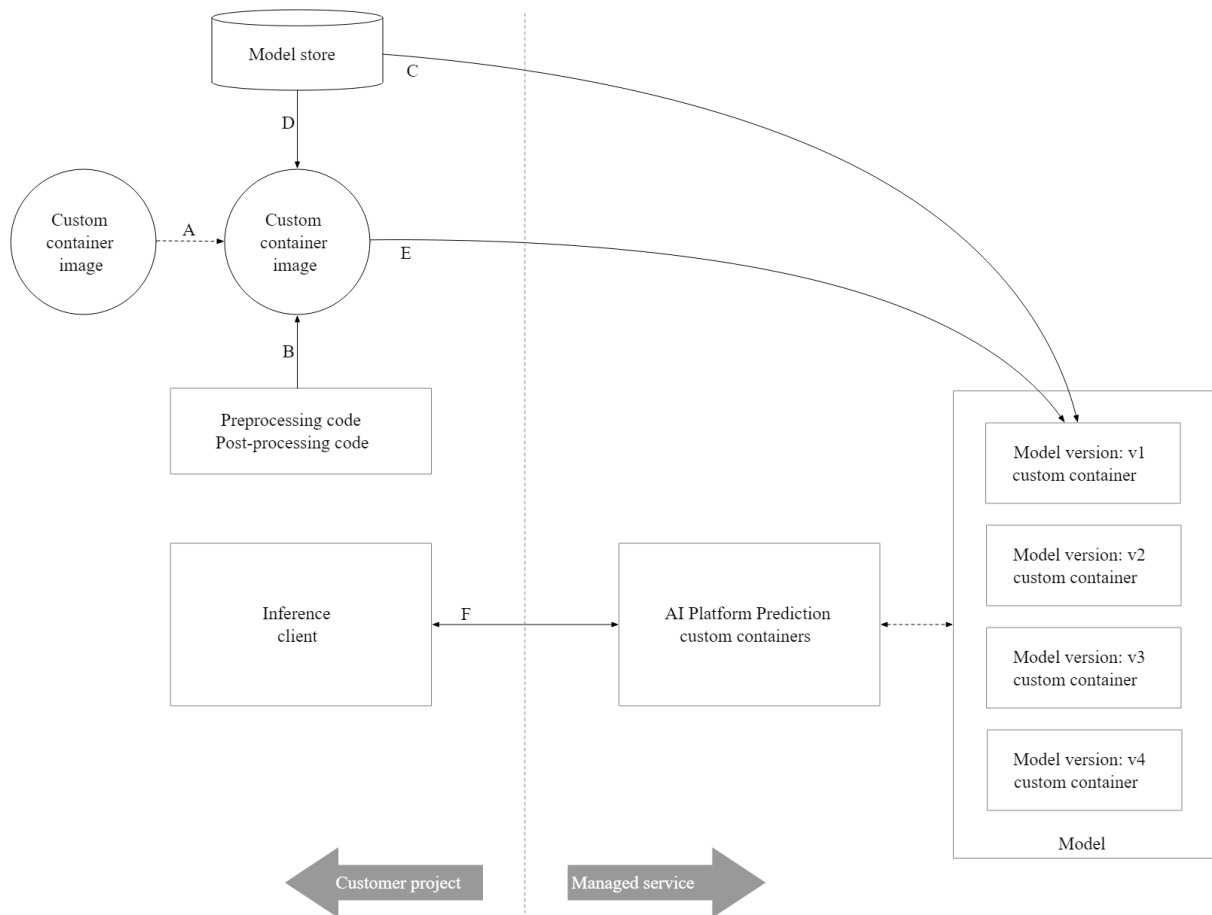 Model store
C
D
Custom
container
image
A
Custom
container
image
E
B
Preprocessing code
Post-processing code
Model version: v1
custom container
Model version: v2
custom container
Inference
client
F
AI Platform Prediction
custom containers
Model version: v3
custom container
Model version: v4
custom container
Model
Customer project
Managed service